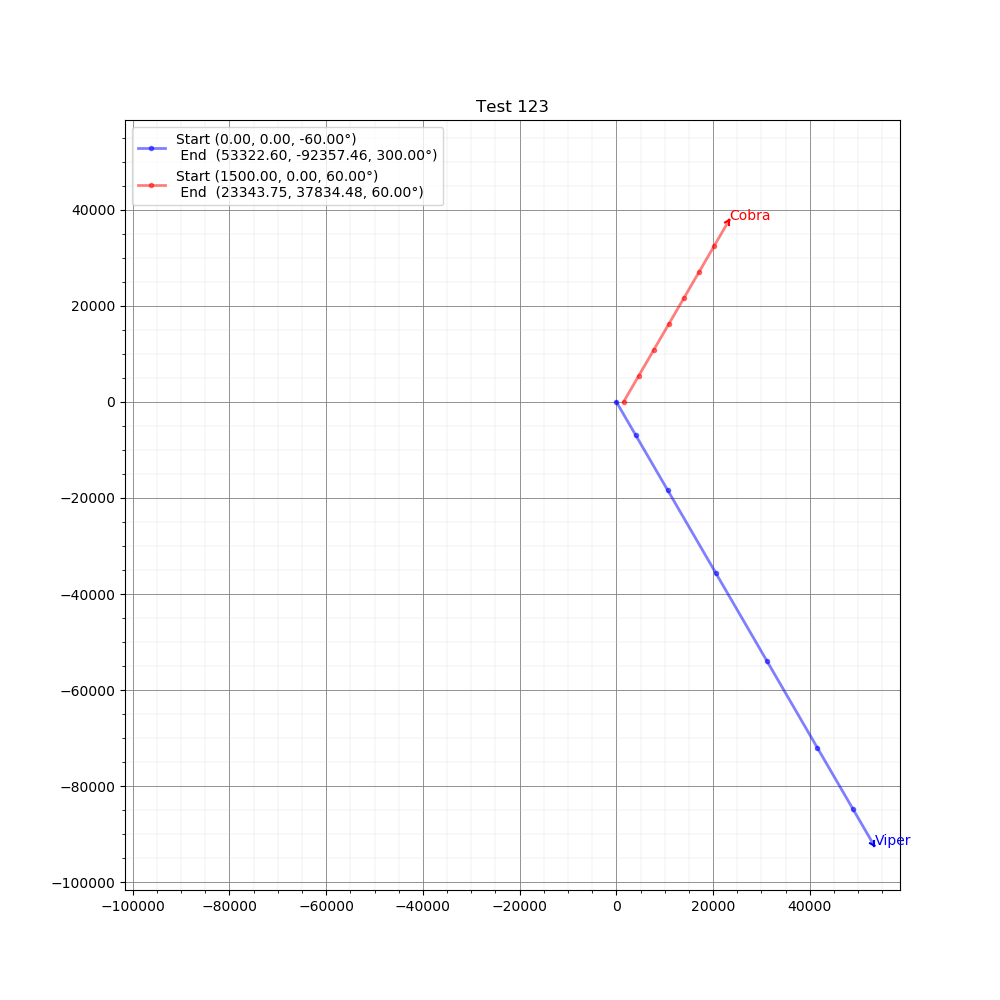 Test 123
Start (0.00, 0.00, -60.00°)
End  (53322.60, -92357.46, 300.00°)
Start (1500.00, 0.00, 60.00°)
End  (23343.75, 37834.48, 60.00°)
40000
Cobra
20000
0
−20000
−40000
−60000
−80000
Viper
−100000
−100000 −80000 −60000 −40000 −20000 0 20000 40000